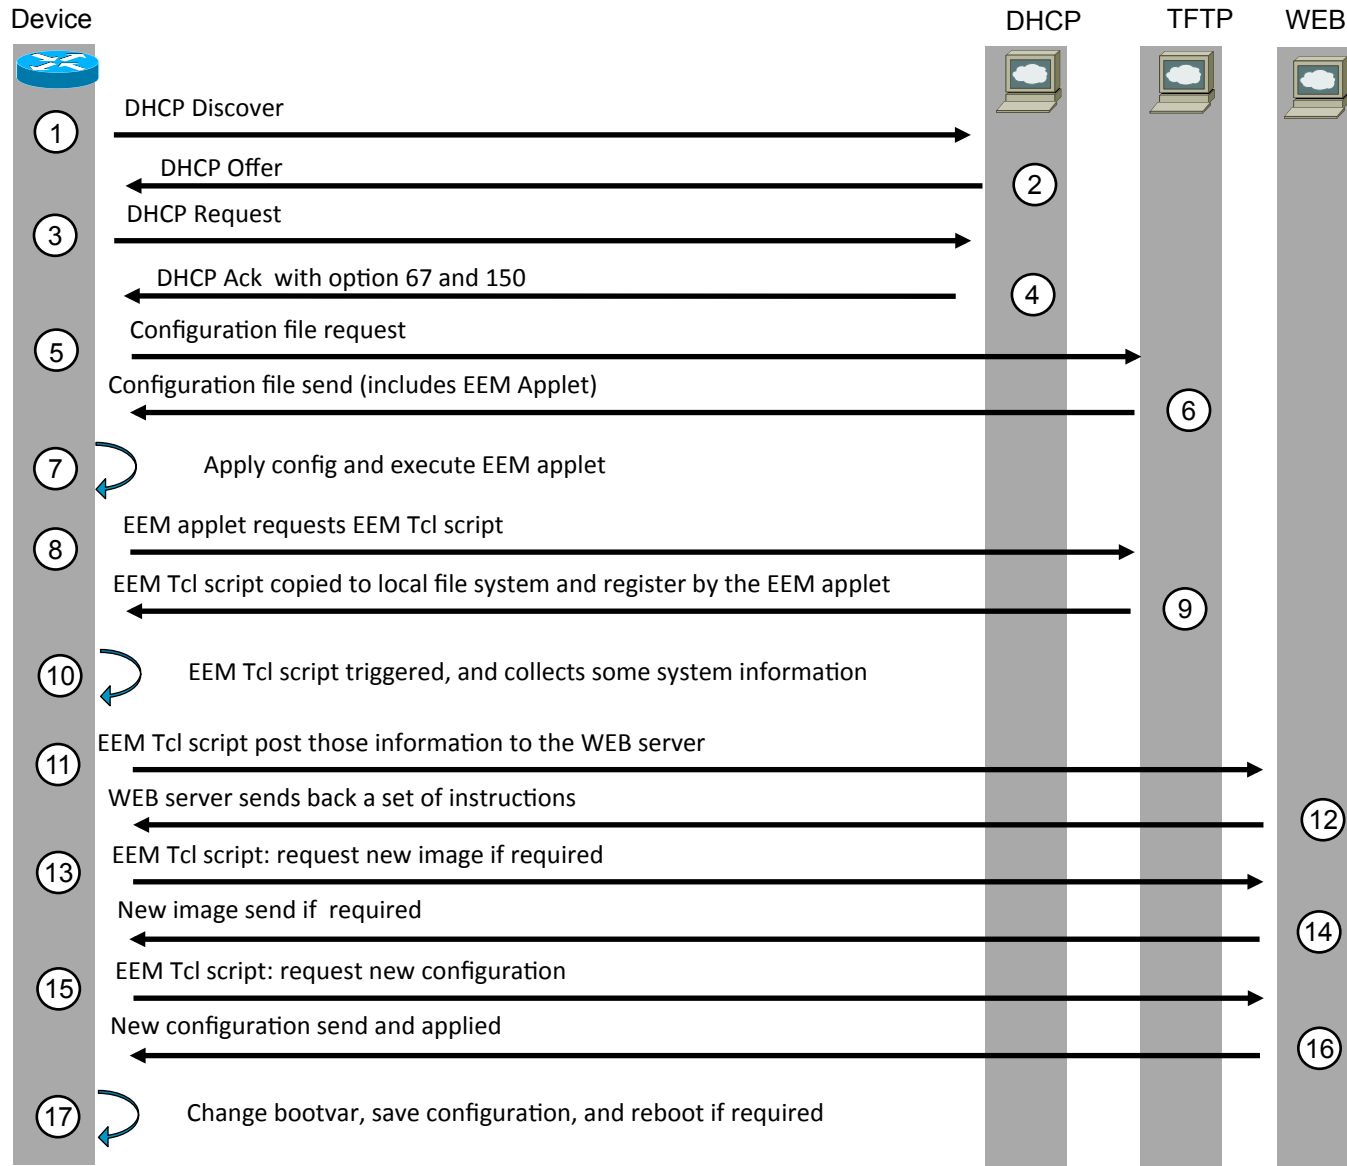 Device
DHCP
TFTP
WEB
DHCP Discover
1
DHCP Offer
2
DHCP Request
3
DHCP Ack  with option 67 and 150
4
Configuration file request
5
Configuration file send (includes EEM Applet)
6
7
Apply config and execute EEM applet
EEM applet requests EEM Tcl script
8
EEM Tcl script copied to local file system and register by the EEM applet
9
10
EEM Tcl script triggered, and collects some system information
EEM Tcl script post those information to the WEB server
11
WEB server sends back a set of instructions
12
EEM Tcl script: request new image if required
13
New image send if  required
14
EEM Tcl script: request new configuration
15
New configuration send and applied
16
17
Change bootvar, save configuration, and reboot if required